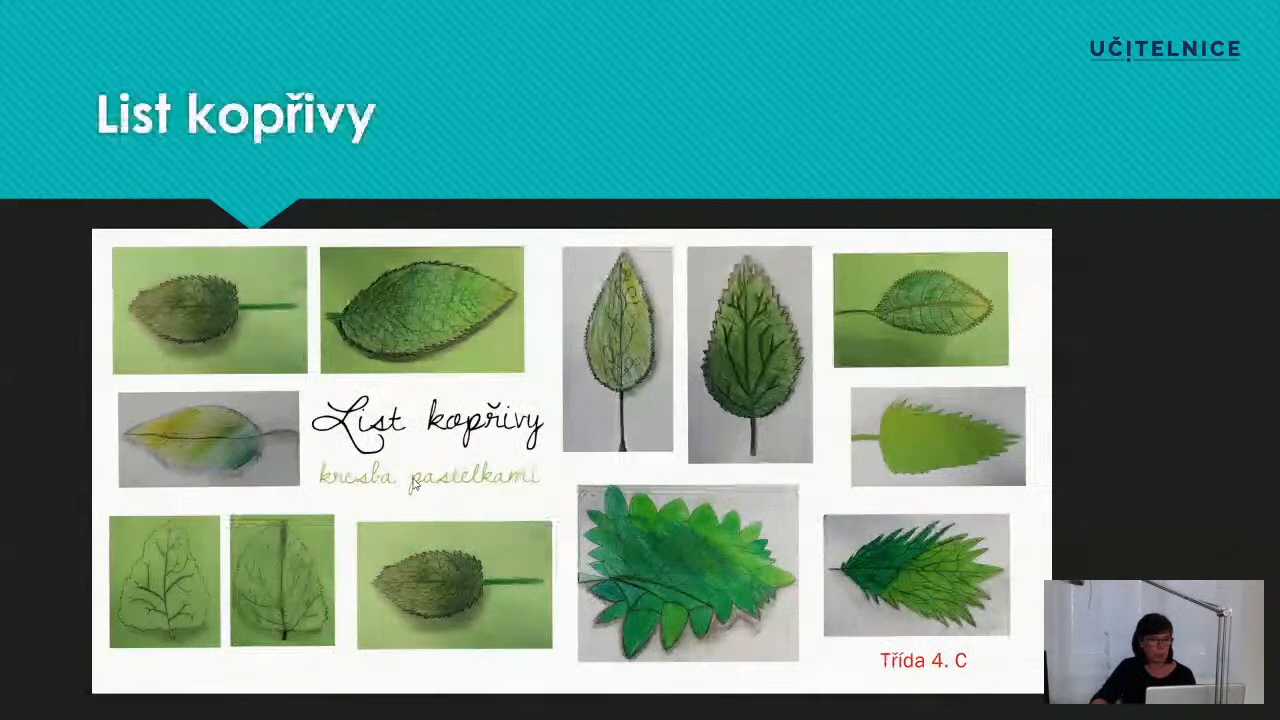 UČITELNICE
List kopřivy
List kopřivy
kresba pastelkami
Třída 4. C